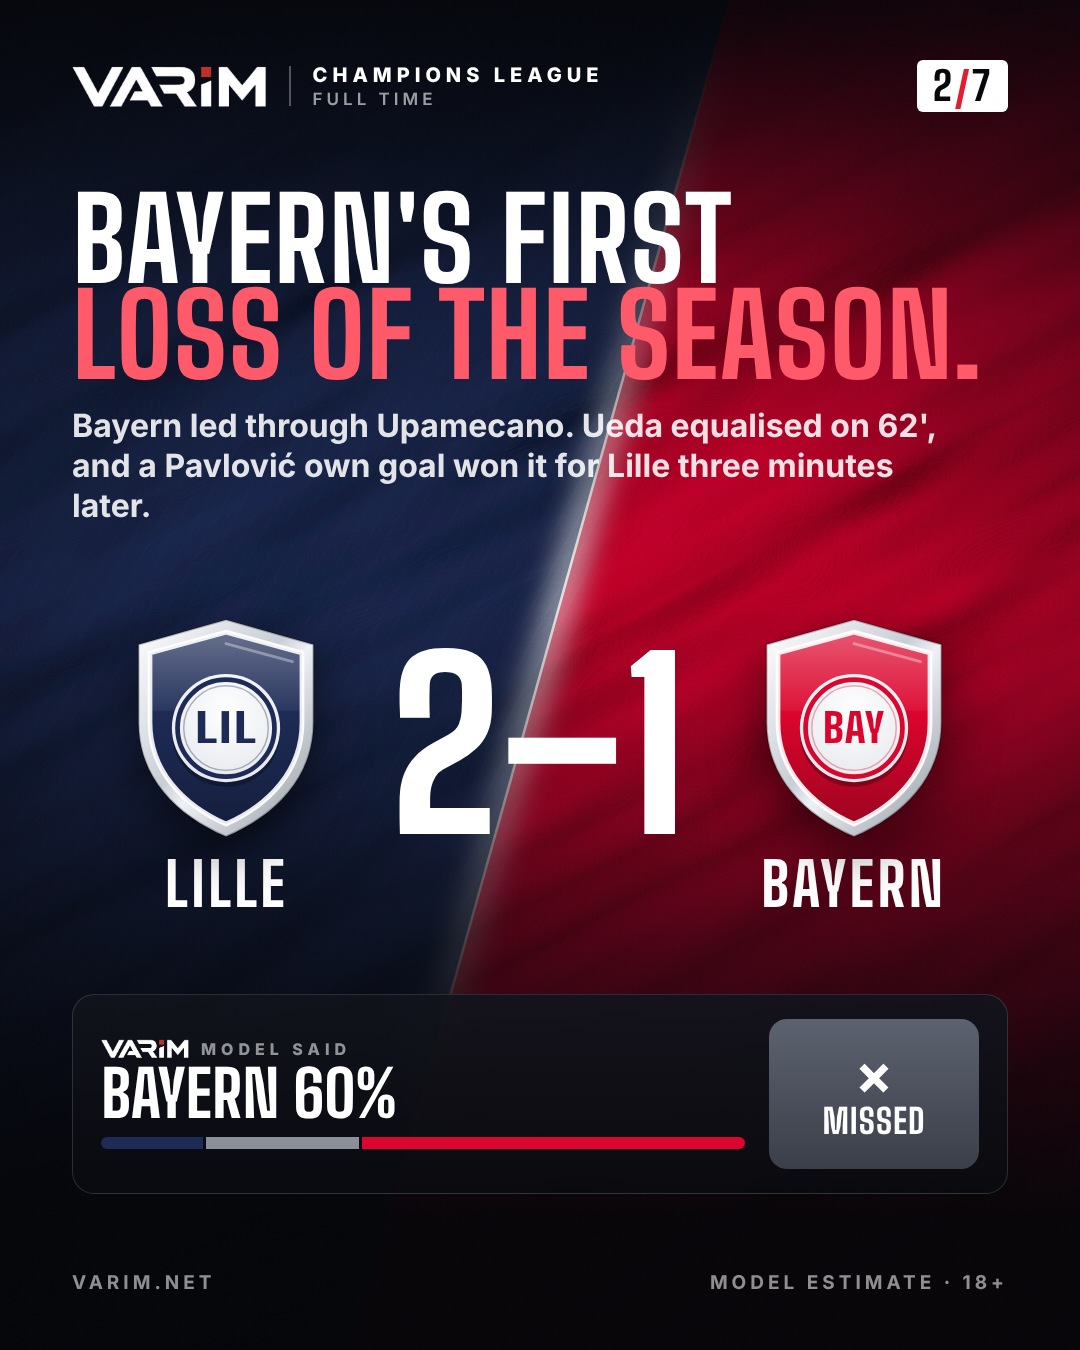 VARIM
CHAMPIONS LEAGUE
FULL TIME
2/7
BAYERN'S FIRST
LOSS OF THE SEASON.
Bayern led through Upamecano. Ueda equalised on 62',
and a Pavlović own goal won it for Lille three minutes
later.
LIL
2–1
BAY
LILLE
BAYERN
VARIM MODEL SAID
BAYERN 60%
×
MISSED
VARIM.NET
MODEL ESTIMATE · 18+